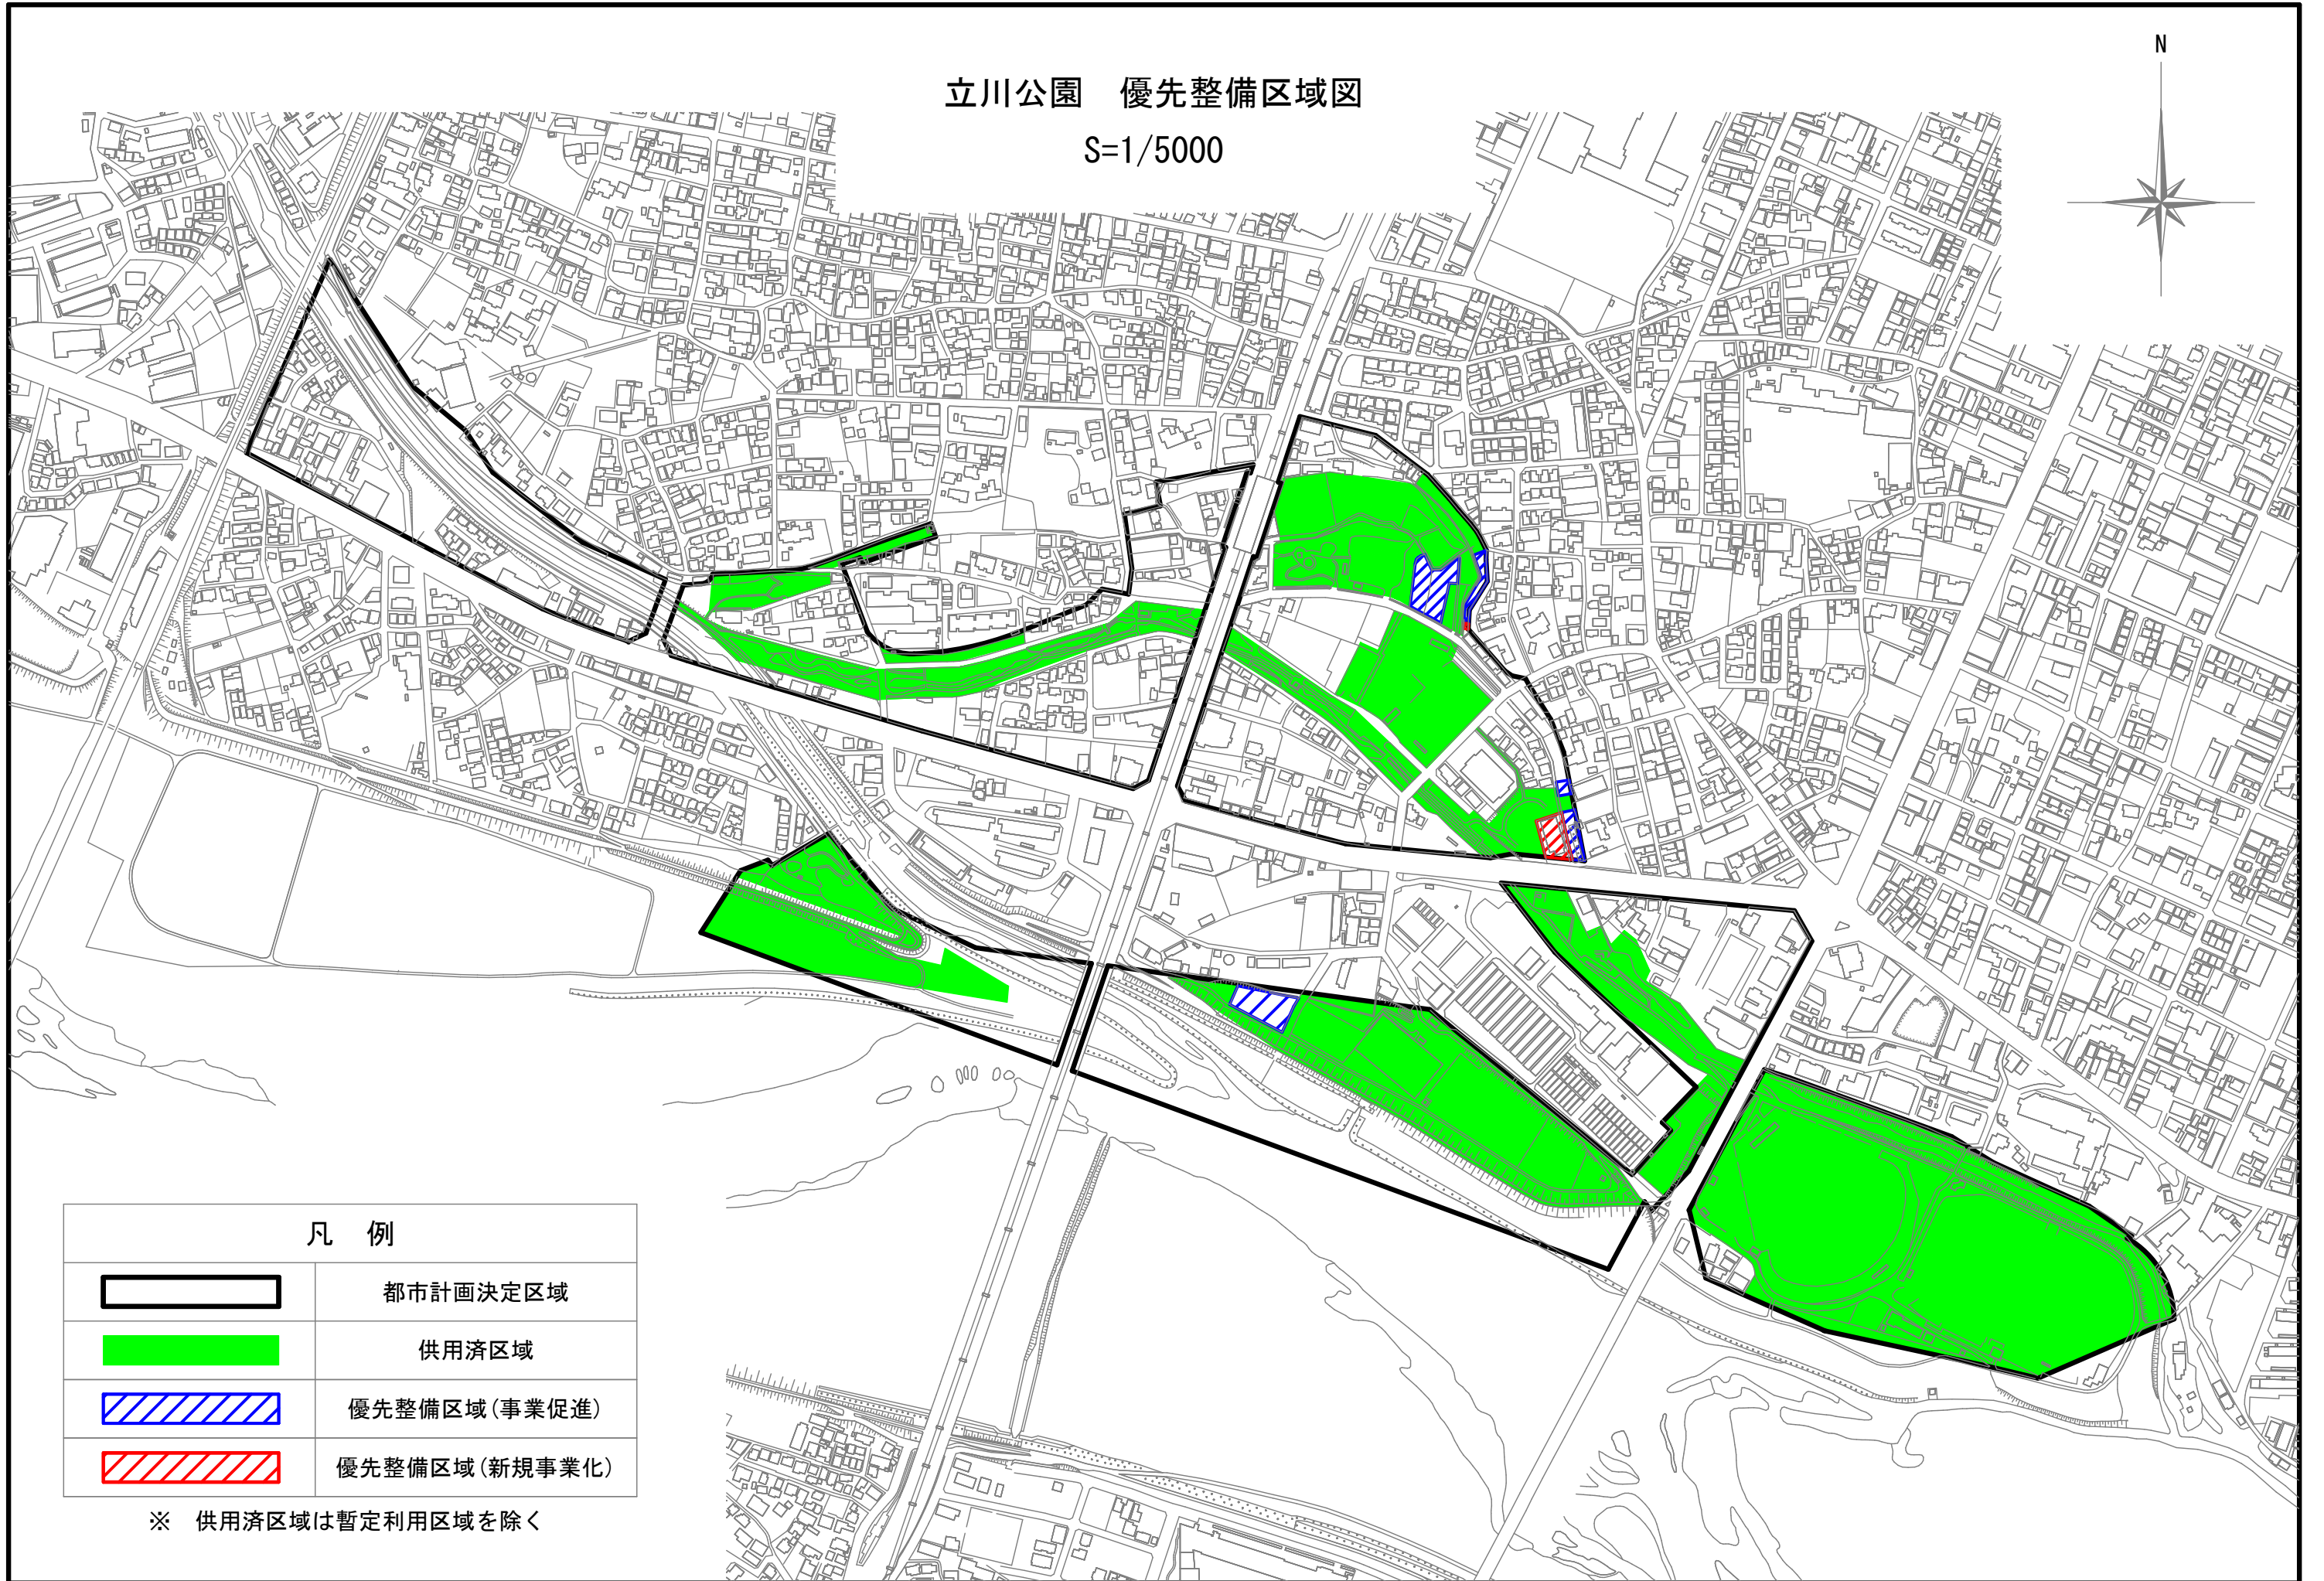 N
立川公園　優先整備区域図
S=1/5000
凡　例
都市計画決定区域
供用済区域
優先整備区域(事業促進)
優先整備区域(新規事業化)
※　供用済区域は暫定利用区域を除く